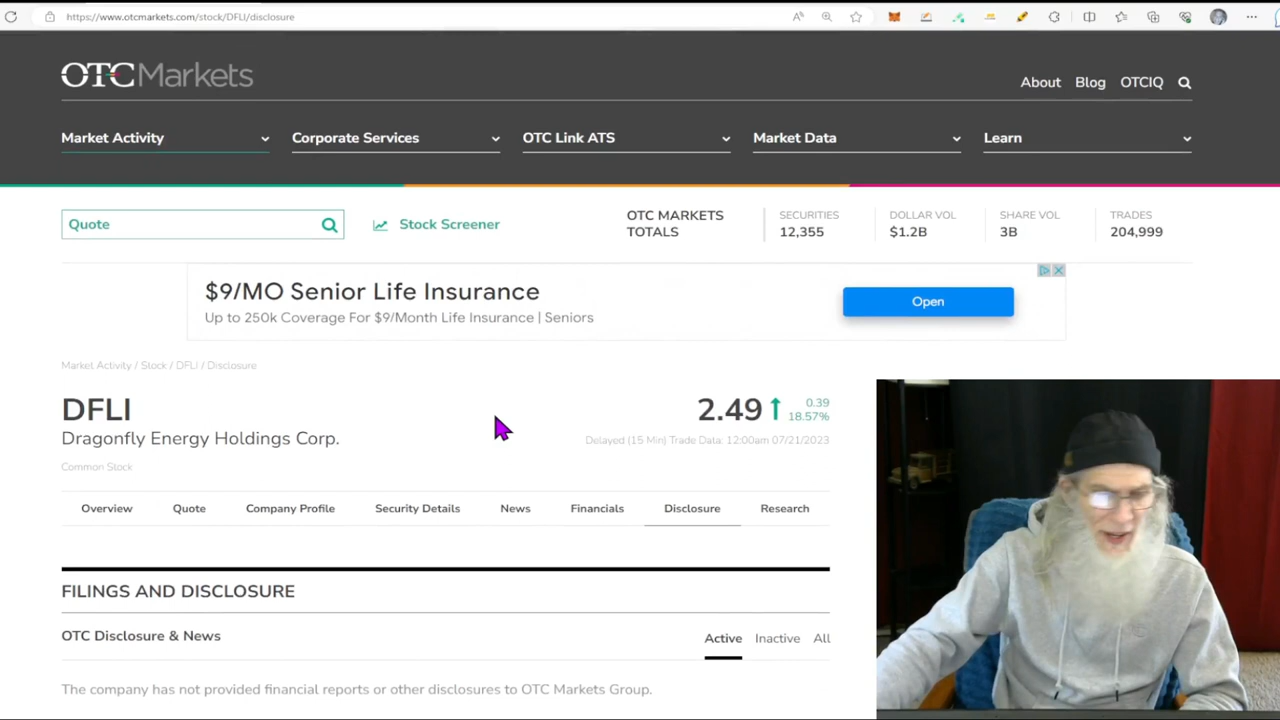 https://www.otcmarkets.com/stock/DFLI/disclosure
OTCMarkets
About Blog OTCIQ
Market Activity Corporate Services OTC Link ATS Market Data Learn
Quote
Stock Screener
OTC MARKETS
TOTALS
SECURITIES
12,355
DOLLAR VOL
$1.2B
SHARE VOL
3B
TRADES
204,999
$9/MO Senior Life Insurance
Up to 250k Coverage For $9/Month Life Insurance | Seniors
Open
Market Activity / Stock / DFLI / Disclosure
DFLI
Dragonfly Energy Holdings Corp.
Common Stock
2.49
0.39
18.57%
Delayed (15 Min) Trade Data: 12:00am 07/21/2023
Overview Quote Company Profile Security Details News Financials Disclosure Research
FILINGS AND DISCLOSURE
OTC Disclosure & News
Active Inactive All
The company has not provided financial reports or other disclosures to OTC Markets Group.